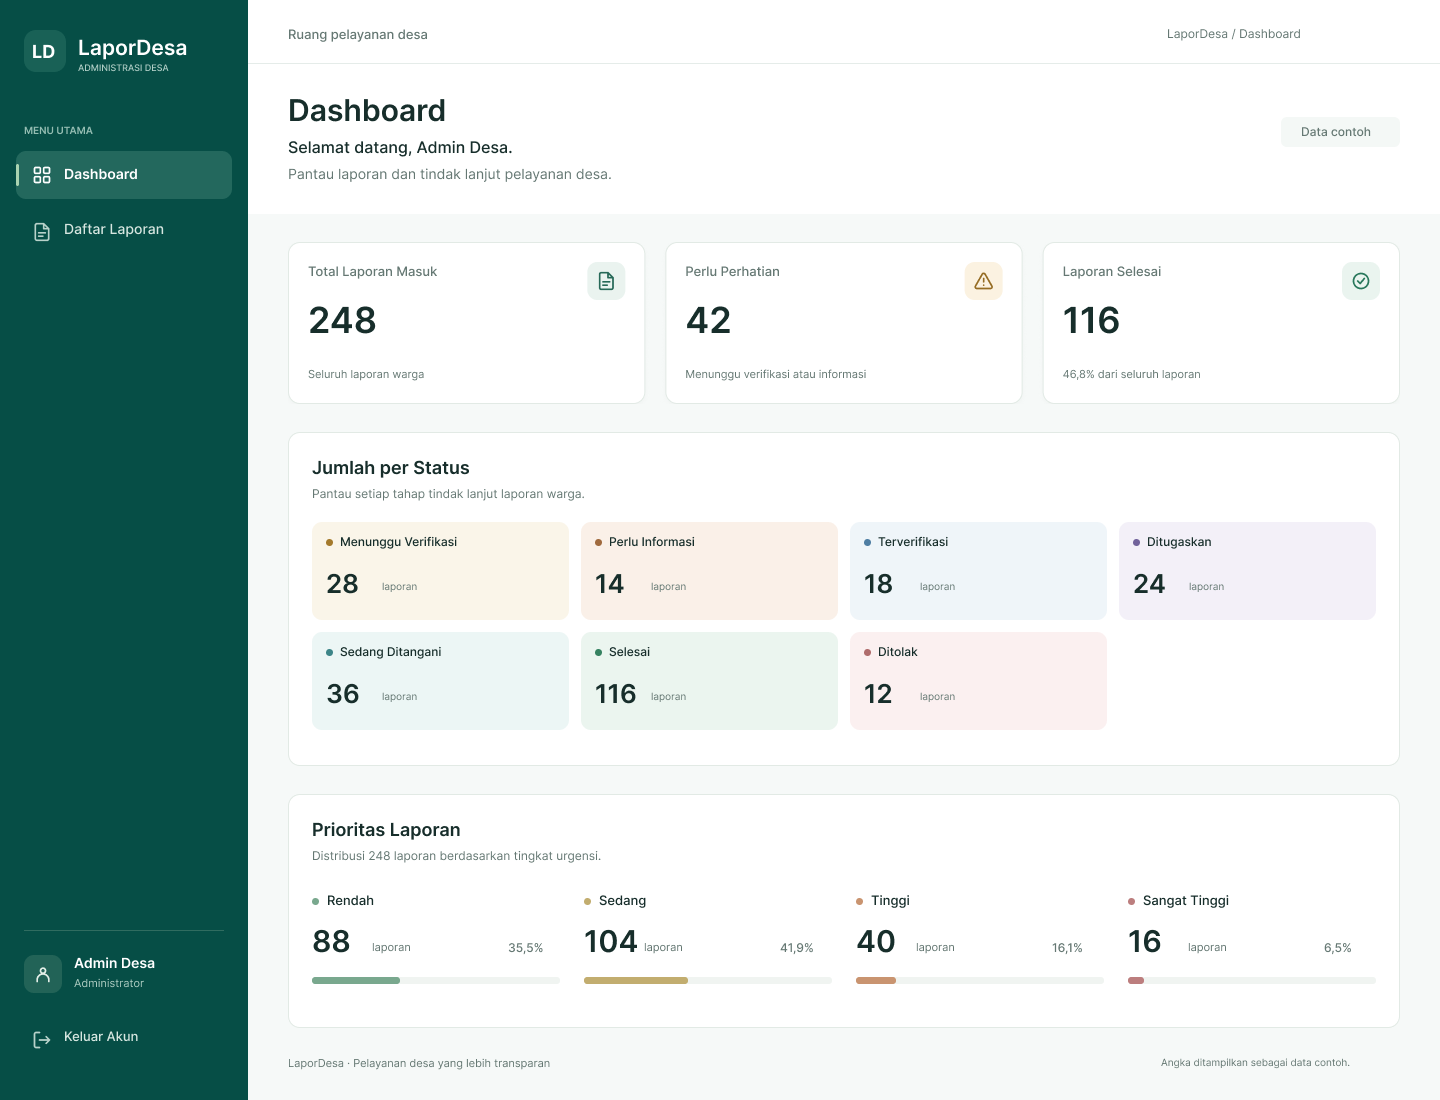 LD
LaporDesa
ADMINISTRASI DESA
MENU UTAMA
Dashboard
Daftar Laporan
Admin Desa
Administrator
Keluar Akun
Ruang pelayanan desa
LaporDesa / Dashboard
Dashboard
Selamat datang, Admin Desa.
Pantau laporan dan tindak lanjut pelayanan desa.
Data contoh
Total Laporan Masuk
248
Seluruh laporan warga
Perlu Perhatian
42
Menunggu verifikasi atau informasi
Laporan Selesai
116
46,8% dari seluruh laporan
Jumlah per Status
Pantau setiap tahap tindak lanjut laporan warga.
Menunggu Verifikasi
28 laporan
Perlu Informasi
14 laporan
Terverifikasi
18 laporan
Ditugaskan
24 laporan
Sedang Ditangani
36 laporan
Selesai
116 laporan
Ditolak
12 laporan
Prioritas Laporan
Distribusi 248 laporan berdasarkan tingkat urgensi.
Rendah
88 laporan 35,5%
Sedang
104 laporan 41,9%
Tinggi
40 laporan 16,1%
Sangat Tinggi
16 laporan 6,5%
LaporDesa · Pelayanan desa yang lebih transparan
Angka ditampilkan sebagai data contoh.